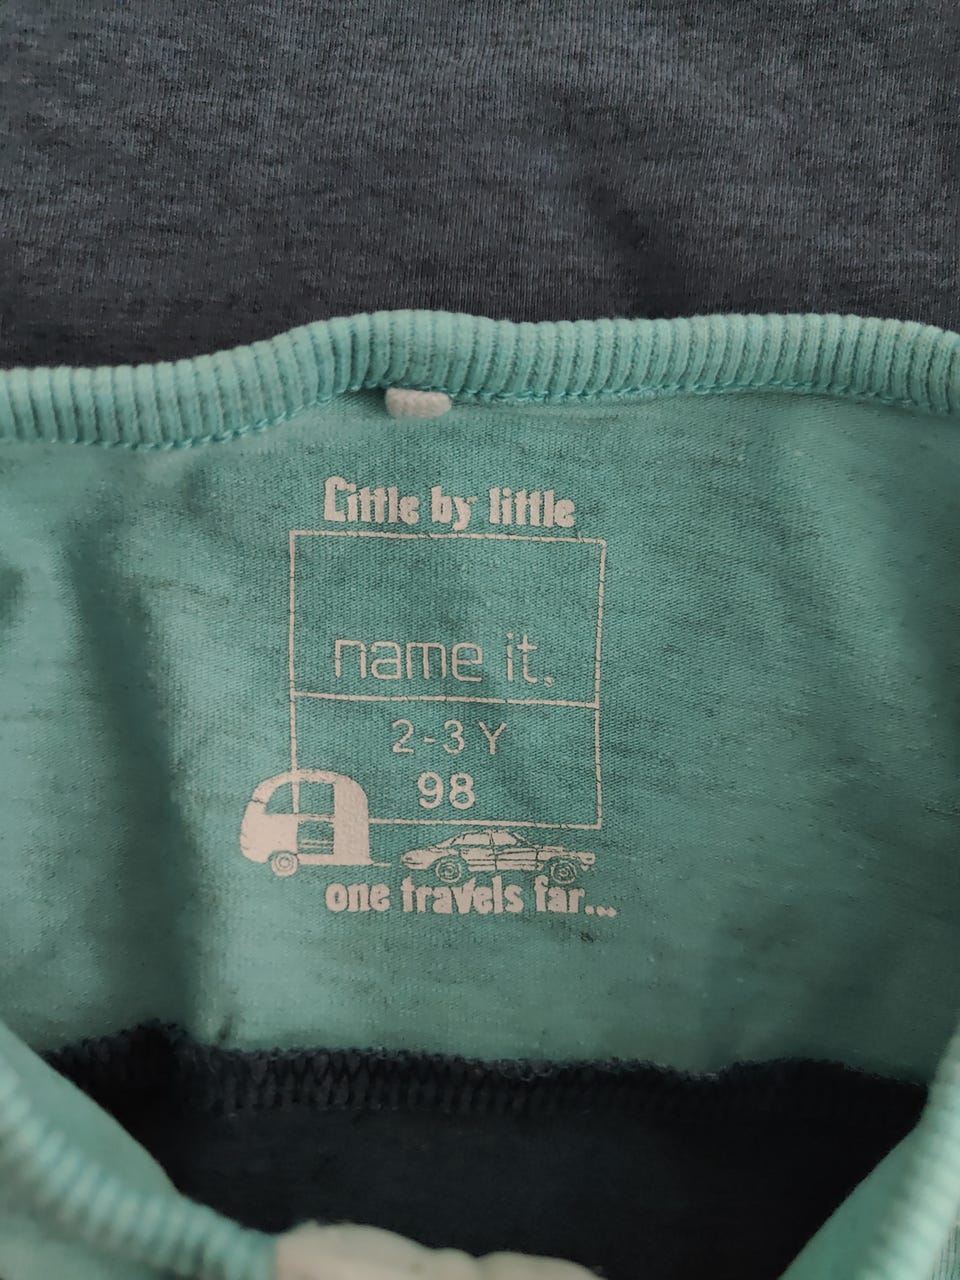 Little by little
name it.
2-3 Y
98
one travels far...